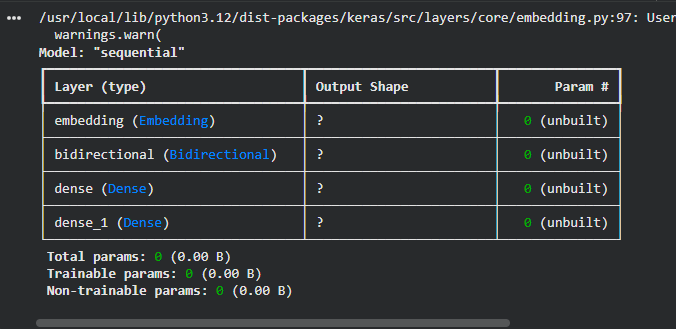 /usr/local/lib/python3.12/dist-packages/keras/src/layers/core/embedding.py:97: User
warnings.warn(
Model: "sequential"
Layer (type) Output Shape Param #
embedding (Embedding) ? 0 (unbuilt)
bidirectional (Bidirectional) ? 0 (unbuilt)
dense (Dense) ? 0 (unbuilt)
dense_1 (Dense) ? 0 (unbuilt)
Total params: 0 (0.00 B)
Trainable params: 0 (0.00 B)
Non-trainable params: 0 (0.00 B)